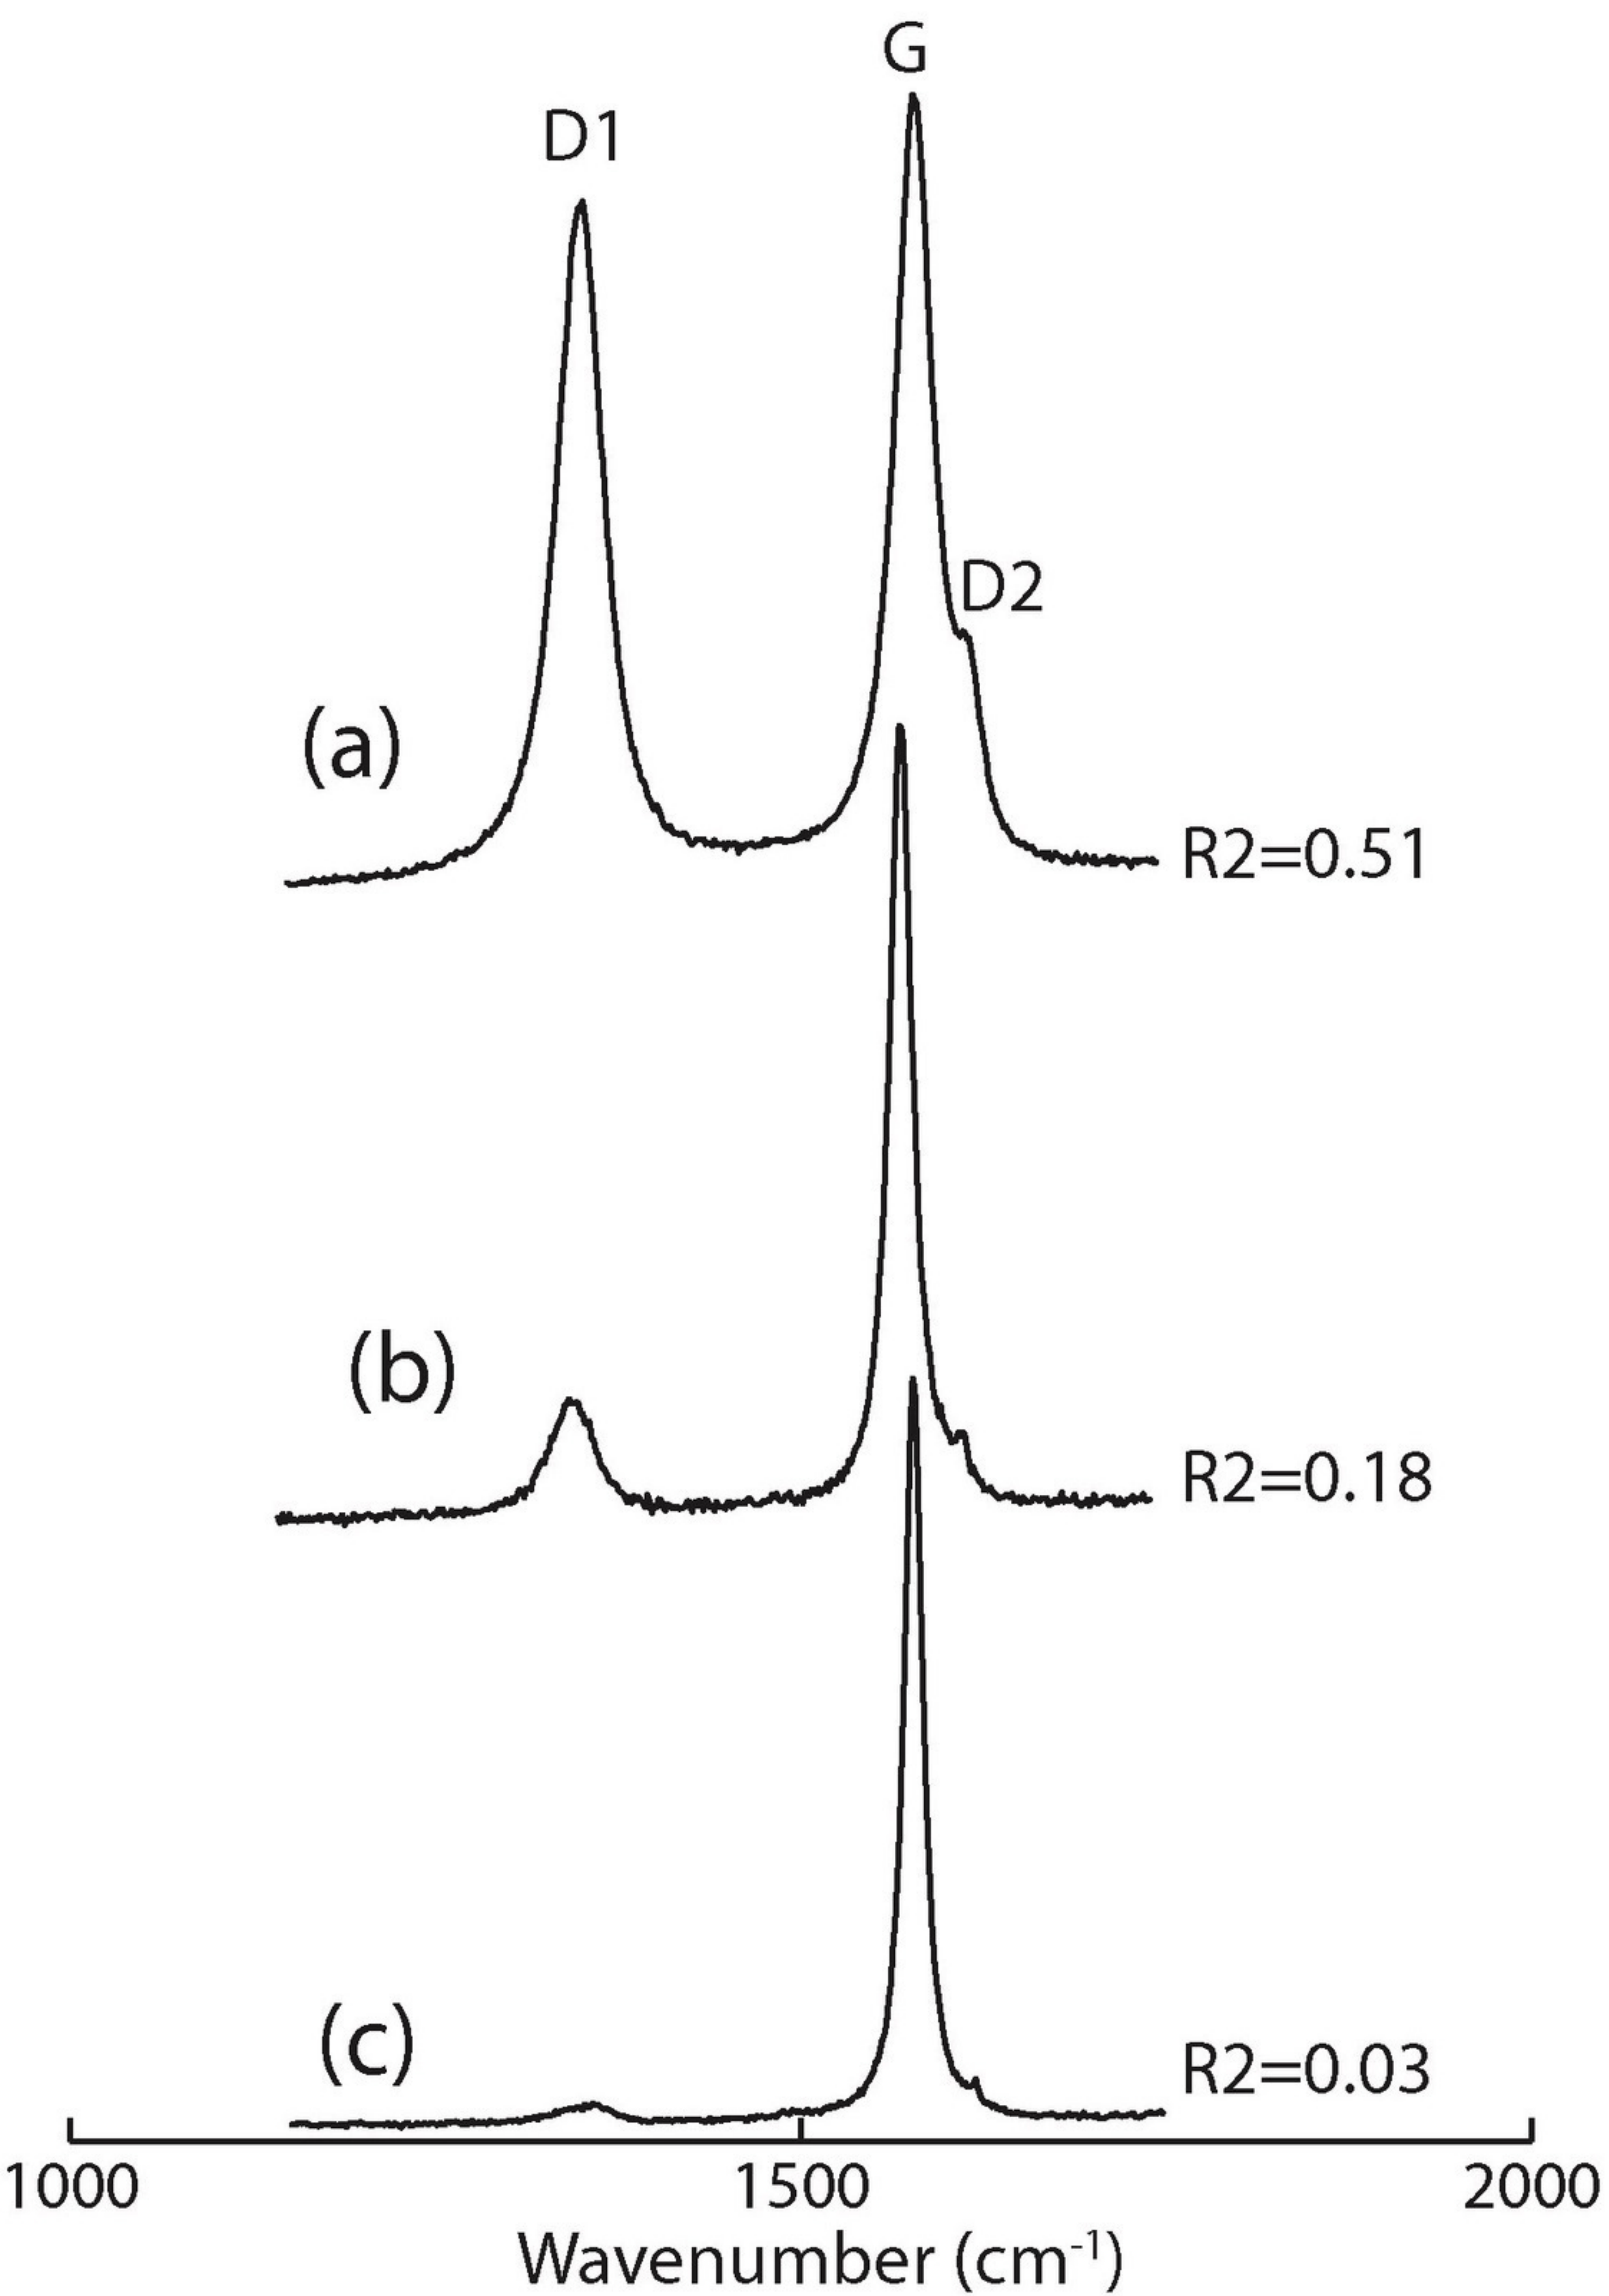 G
D1
D2
(a)
R2=0.51
(b)
R2=0.18
(c)
R2=0.03
1000 1500 2000
Wavenumber (cm-1)